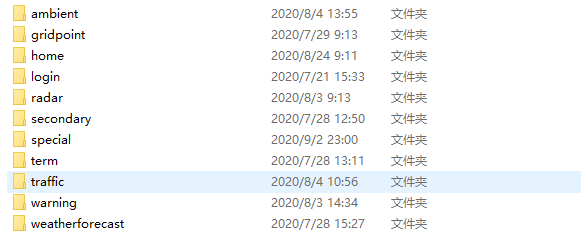 ambient 2020/8/4 13:55 文件夹
gridpoint 2020/7/29 9:13 文件夹
home 2020/8/24 9:11 文件夹
login 2020/7/21 15:33 文件夹
radar 2020/8/3 9:13 文件夹
secondary 2020/7/28 12:50 文件夹
special 2020/9/2 23:00 文件夹
term 2020/7/28 13:11 文件夹
traffic 2020/8/4 10:56 文件夹
warning 2020/8/3 14:34 文件夹
weatherforecast 2020/7/28 15:27 文件夹